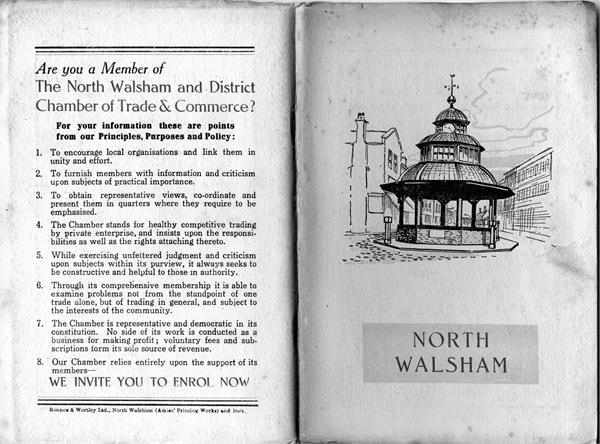 Are you a Member of
The North Walsham and District
Chamber of Trade & Commerce?
For your information these are points
from our Principles, Purposes and Policy:
1. To encourage local organisations and link them in
unity and effort.
2. To furnish members with information and criticism
upon subjects of practical importance.
3. To obtain representative views, co-ordinate and
present them in quarters where they require to be
emphasised.
4. The Chamber stands for healthy competitive trading
by private enterprise, and insists upon the responsi-
bilities as well as the rights attaching thereto.
5. While exercising unfettered judgment and criticism
upon subjects within its purview, it always seeks to
be constructive and helpful to those in authority.
6. Through its comprehensive membership it is able to
examine problems not from the standpoint of one
trade alone, but of trading in general, and subject to
the interests of the community.
7. The Chamber is representative and democratic in its
constitution. No side of its work is conducted as a
business for making profit; voluntary fees and sub-
scriptions form its sole source of revenue.
8. Our Chamber relies entirely upon the support of its
members—
WE INVITE YOU TO ENROL NOW
Rounce & Wortley Ltd., North Walsham (Athies' Printing Works) and Holt.
NORTH
WALSHAM